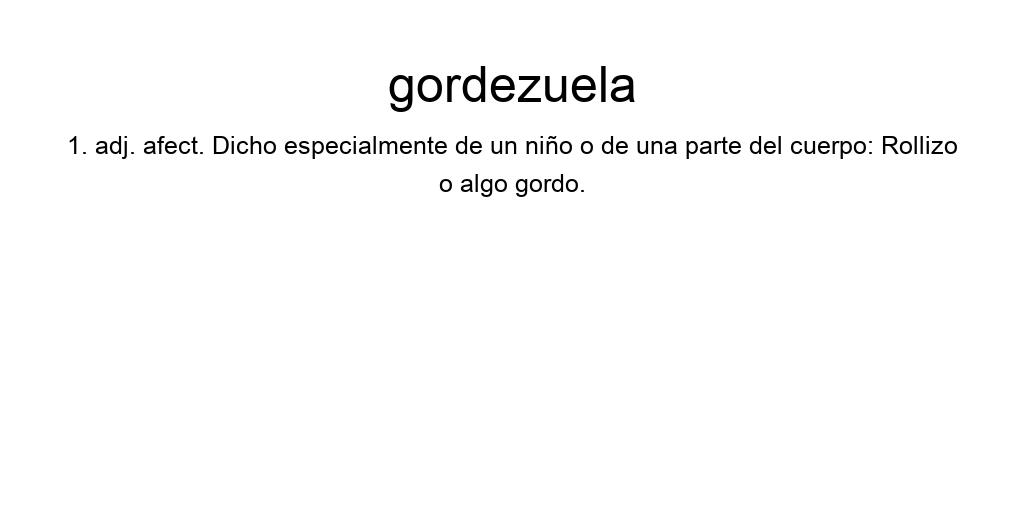 gordezuela
1. adj. afect. Dicho especialmente de un niño o de una parte del cuerpo: Rollizo
o algo gordo.